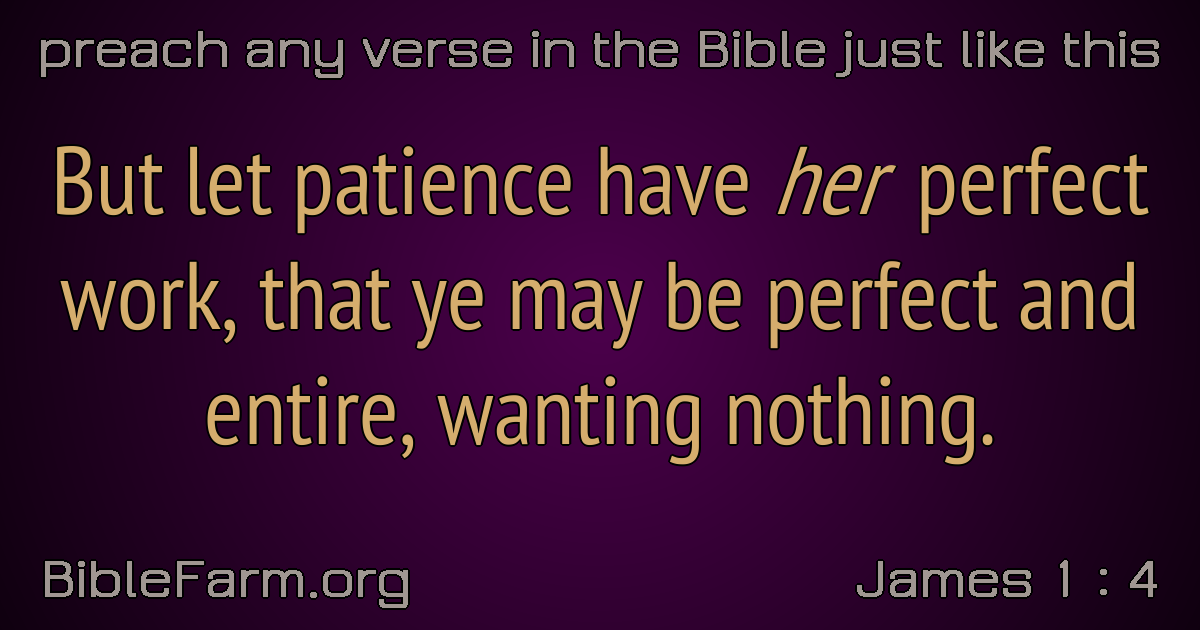 preach any verse in the Bible just like this
But let patience have her perfect
work, that ye may be perfect and
entire, wanting nothing.
BibleFarm.org
James 1 : 4